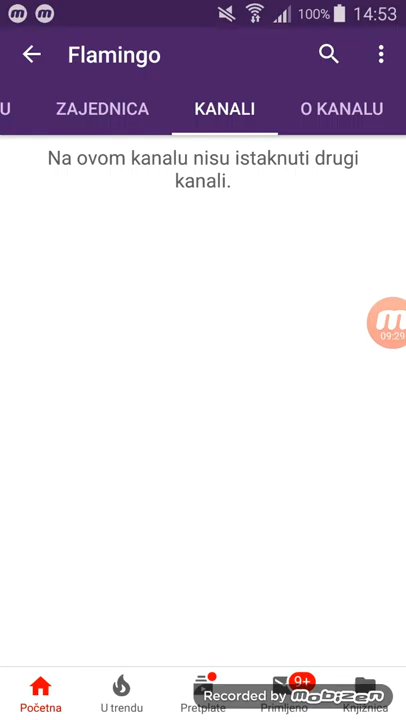 100% 14:53
Flamingo
U ZAJEDNICA KANALI O KANALU
Na ovom kanalu nisu istaknuti drugi
kanali.
m
09:29
9+
Recorded by mobizen
Početna U trendu Pretplate Primljeno Knjižnica